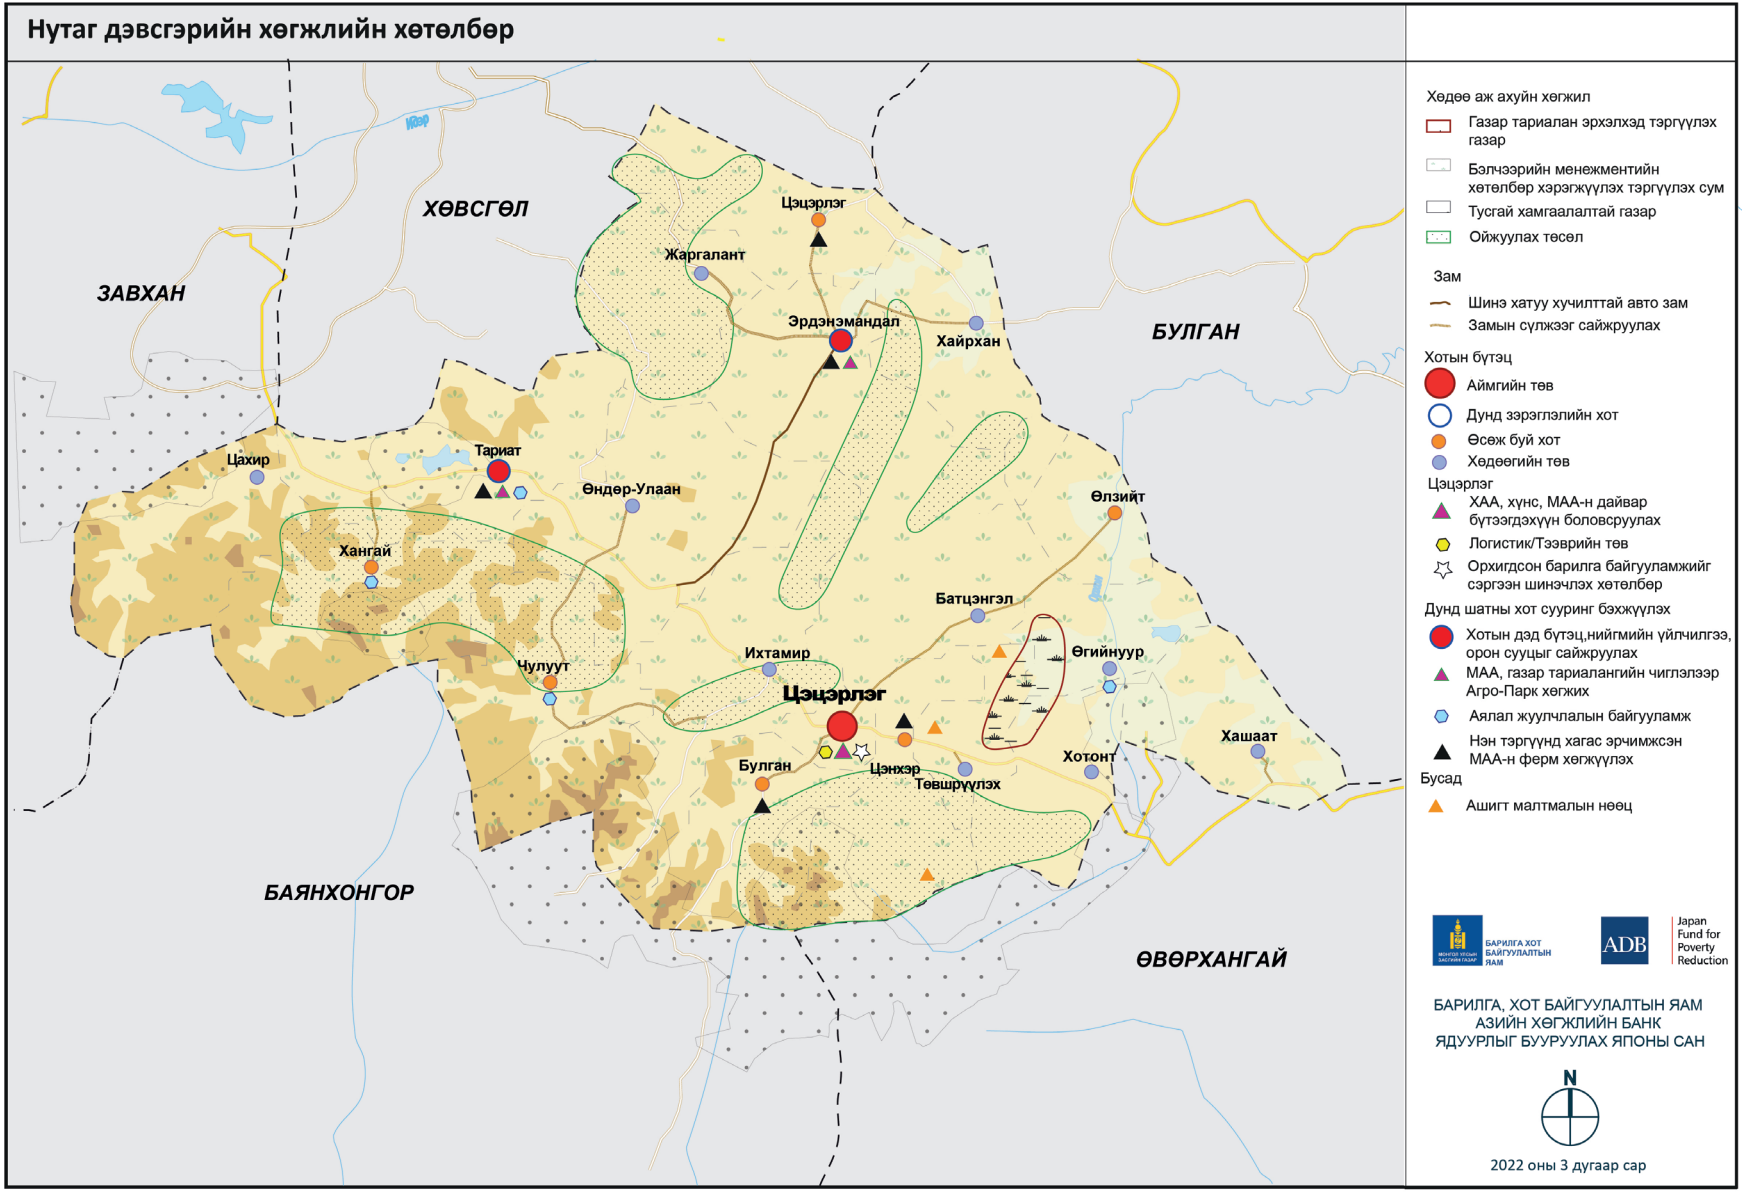 Нутаг дэвсгэрийн хөгжлийн хөтөлбөр
Идэр
ХӨВСГӨЛ
ЗАВХАН
БУЛГАН
БАЯНХОНГОР
ӨВӨРХАНГАЙ
Цэцэрлэг
Жаргалант
Эрдэнэмандал
Хайрхан
Цахир
Тариат
Өндөр-Улаан
Өлзийт
Хангай
Батцэнгэл
Чулуут
Ихтамир
Өгийнуур
Цэцэрлэг
Хашаат
Булган
Цэнхэр
Төвшрүүлэх
Хотонт
Хөдөө аж ахуйн хөгжил
Газар тариалан эрхэлхэд тэргүүлэх
газар
Бэлчээрийн менежментийн
хөтөлбөр хэрэгжүүлэх тэргүүлэх сум
Тусгай хамгаалалтай газар
Ойжуулах төсөл
Зам
Шинэ хатуу хучилттай авто зам
Замын сүлжээг сайжруулах
Хотын бүтэц
Аймгийн төв
Дунд зэрэглэлийн хот
Өсөж буй хот
Хөдөөгийн төв
Цэцэрлэг
ХАА, хүнс, МАА-н дайвар
бүтээгдэхүүн боловсруулах
Логистик/Тээврийн төв
Орхигдсон барилга байгууламжийг
сэргээн шинэчлэх хөтөлбөр
Дунд шатны хот сууринг бэхжүүлэх
Хотын дэд бүтэц,нийгмийн үйлчилгээ,
орон сууцыг сайжруулах
МАА, газар тариалангийн чиглэлээр
Агро-Парк хөгжих
Аялал жуулчлалын байгууламж
Нэн тэргүүнд хагас эрчимжсэн
МАА-н ферм хөгжүүлэх
Бусад
Ашигт малтмалын нөөц
МОНГОЛ УЛСЫН
ЗАСГИЙН ГАЗАР
БАРИЛГА ХОТ
БАЙГУУЛАЛТЫН
ЯАМ
ADB
Japan
Fund for
Poverty
Reduction
БАРИЛГА, ХОТ БАЙГУУЛАЛТЫН ЯАМ
АЗИЙН ХӨГЖЛИЙН БАНК
ЯДУУРЛЫГ БУУРУУЛАХ ЯПОНЫ САН
N
2022 оны 3 дугаар сар